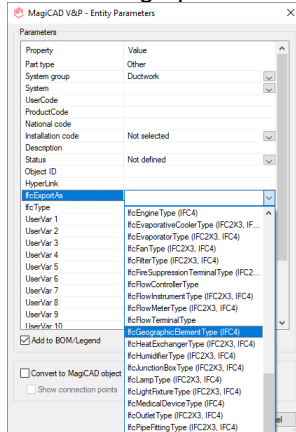 MagiCAD V&P - Entity Parameters
Parameters
Property Value
Part type Other
System group Ductwork
System
UserCode
ProductCode
National code
Installation code Not selected
Description
Status Not defined
Object ID
HyperLink
IfcExportAs
IfcType IfcEngineType (IFC4)
UserVar 1 IfcEvaporativeCoolerType (IFC2X3, IF...
UserVar 2 IfcEvaporatorType (IFC2X3, IFC4)
UserVar 3 IfcFanType (IFC2X3, IFC4)
UserVar 4 IfcFilterType (IFC2X3, IFC4)
UserVar 5 IfcFireSuppressionTerminalType (IFC2...
UserVar 6 IfcFlowControllerType
UserVar 7 IfcFlowInstrumentType (IFC2X3, IFC4)
UserVar 8 IfcFlowMeterType (IFC2X3, IFC4)
UserVar 9 IfcFlowTerminalType
UserVar 10 IfcGeographicElementType (IFC4)
Add to BOM/Legend IfcHeatExchangerType (IFC2X3, IFC4)
IfcHumidifierType (IFC2X3, IFC4)
IfcJunctionBoxType (IFC2X3, IFC4)
Convert to MagiCAD object IfcLampType (IFC2X3, IFC4)
Show connection points IfcLightFixtureType (IFC2X3, IFC4)
IfcMedicalDeviceType (IFC4)
IfcOutletType (IFC2X3, IFC4)
IfcPipeFittingType (IFC2X3, IFC4)